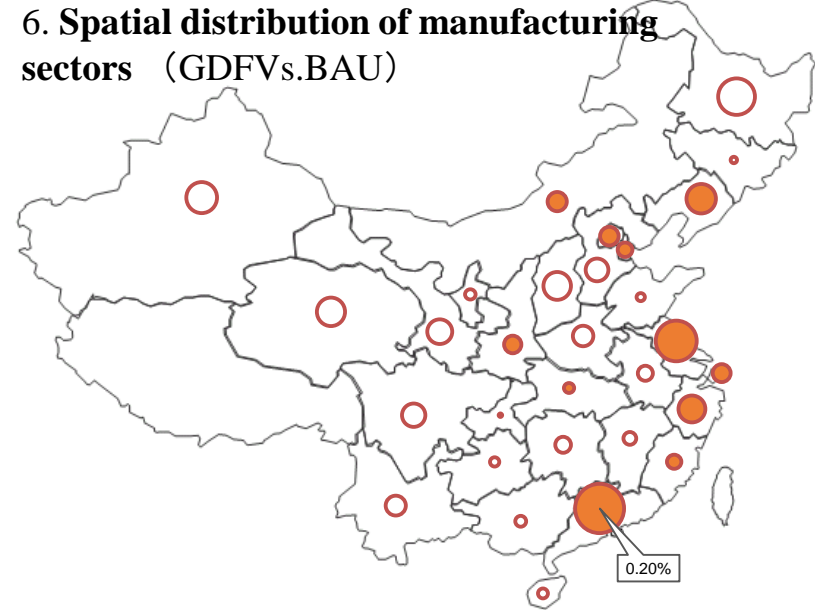 6. Spatial distribution of manufacturing
sectors （GDFVs.BAU）
0.20%